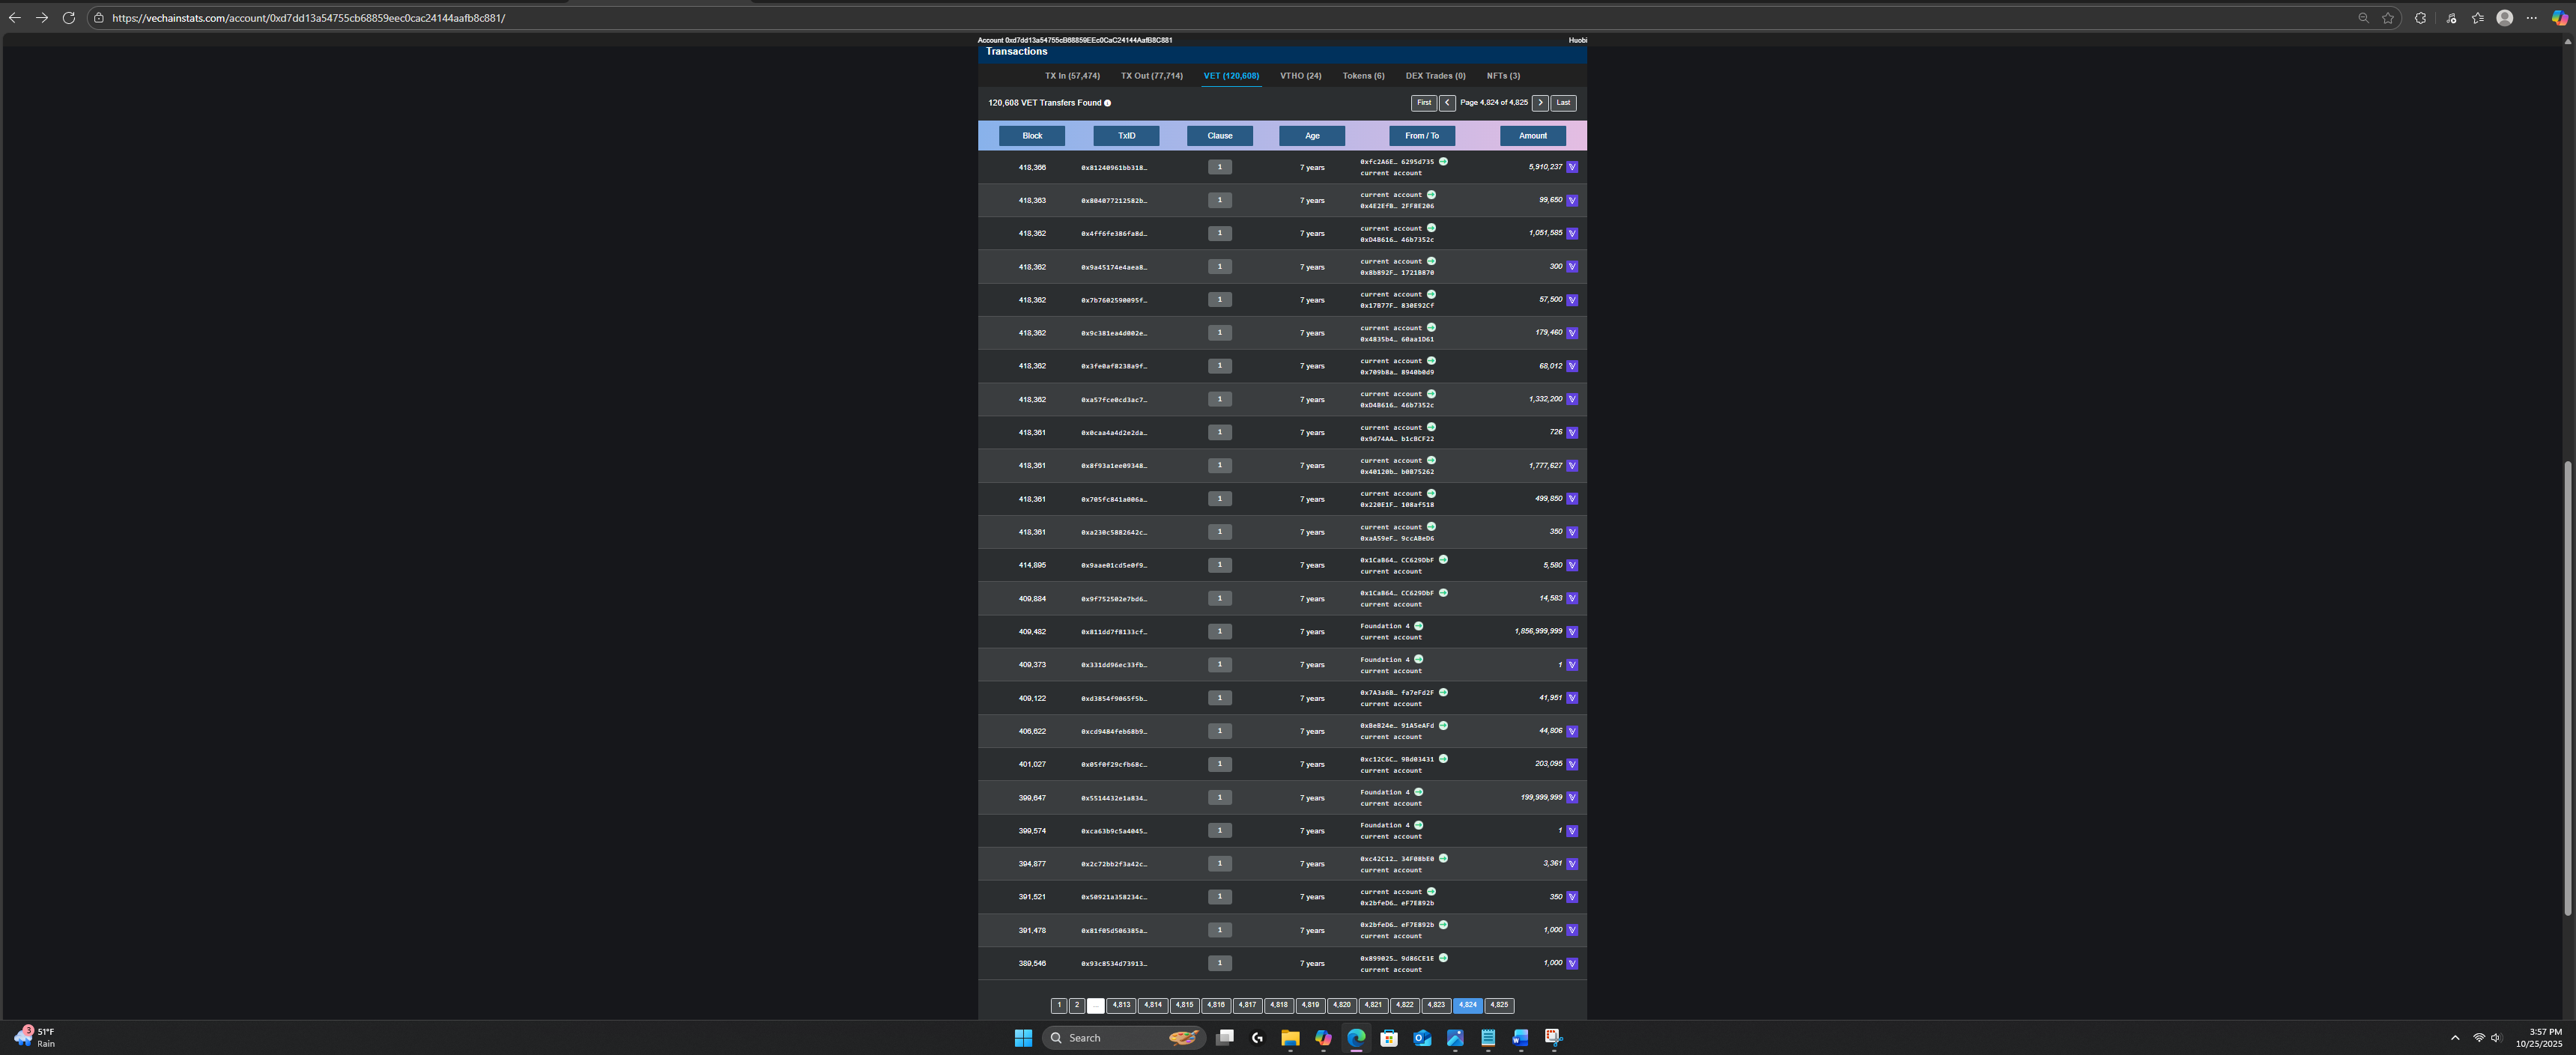 https://vechainstats.com/account/0xd7dd13a54755cb68859eec0cac24144aafb8c881/
Account 0xd7dd13a54755cB68859EEc0CaC24144AafB8C881 Huobi
Transactions
TX In (57,474) TX Out (77,714) VET (120,608) VTHO (24) Tokens (6) DEX Trades (0) NFTs (3)
120,608 VET Transfers Found First Page 4,824 of 4,825 Last
Block TxID Clause Age From / To Amount
418,366 0x81240961bb318… 1 7 years 0xfc2A6E… 6295d735 5,910,237
current account
418,363 0x804077212582b… 1 7 years current account 99,650
0x4E2EfB… 2FF8E206
418,362 0x4ff6fe386fa8d… 1 7 years current account 1,051,585
0xD4B616… 46b7352c
418,362 0x9a45174e4aea8… 1 7 years current account 300
0x8b892F… 1721B870
418,362 0x7b7602590095f… 1 7 years current account 57,500
0x17B77F… 830E92Cf
418,362 0x9c381ea4d002e… 1 7 years current account 179,460
0x4835b4… 60aa1D61
418,362 0x3fe0af8238a9f… 1 7 years current account 68,012
0x709b8a… 8940b0d9
418,362 0xa57fce0cd3ac7… 1 7 years current account 1,332,200
0xD4B616… 46b7352c
418,361 0x0caa4a4d2e2da… 1 7 years current account 726
0x9d74AA… b1cBCF22
418,361 0x8f93a1ee09348… 1 7 years current account 1,777,627
0x40120b… b0B75262
418,361 0x705fc841a006a… 1 7 years current account 499,850
0x220E1F… 108af518
418,361 0xa230c5882642c… 1 7 years current account 350
0xaA59eF… 9ccABeD6
414,895 0x9aae01cd5e0f9… 1 7 years 0x1CaB64… CC629DbF 5,580
current account
409,884 0x9f752502e7bd6… 1 7 years 0x1CaB64… CC629DbF 14,583
current account
409,482 0x811dd7f8133cf… 1 7 years Foundation 4 1,856,999,999
current account
409,373 0x331dd96ec33fb… 1 7 years Foundation 4 1
current account
409,122 0xd3854f9065f5b… 1 7 years 0x7A3a6B… fa7eFd2F 41,951
current account
406,622 0xcd9484feb68b9… 1 7 years 0xBeB24e… 91A5eAFd 44,806
current account
401,027 0x05f0f29cfb68c… 1 7 years 0xc12C6C… 9Bd03431 203,095
current account
399,647 0x5514432e1a834… 1 7 years Foundation 4 199,999,999
current account
399,574 0xca63b9c5a4045… 1 7 years Foundation 4 1
current account
394,877 0x2c72bb2f3a42c… 1 7 years 0xc42C12… 34F08bE0 3,361
current account
391,521 0x50921a358234c… 1 7 years current account 350
0x2bfeD6… eF7E892b
391,478 0x81f05d506385a… 1 7 years 0x2bfeD6… eF7E892b 1,000
current account
389,546 0x93c8534d73913… 1 7 years 0x899025… 9d86CE1E 1,000
current account
1 2 … 4,813 4,814 4,815 4,816 4,817 4,818 4,819 4,820 4,821 4,822 4,823 4,824 4,825
3 51°F
Rain
Search
3:57 PM
10/25/2025